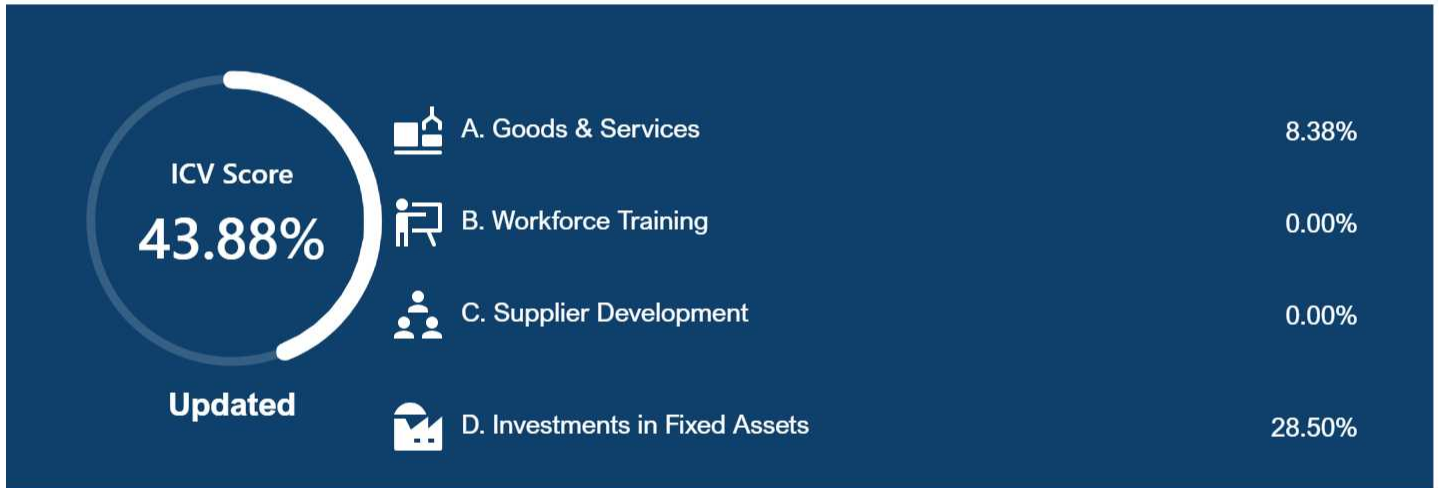 ICV Score
43.88%
Updated
A. Goods & Services 8.38%
B. Workforce Training 0.00%
C. Supplier Development 0.00%
D. Investments in Fixed Assets 28.50%